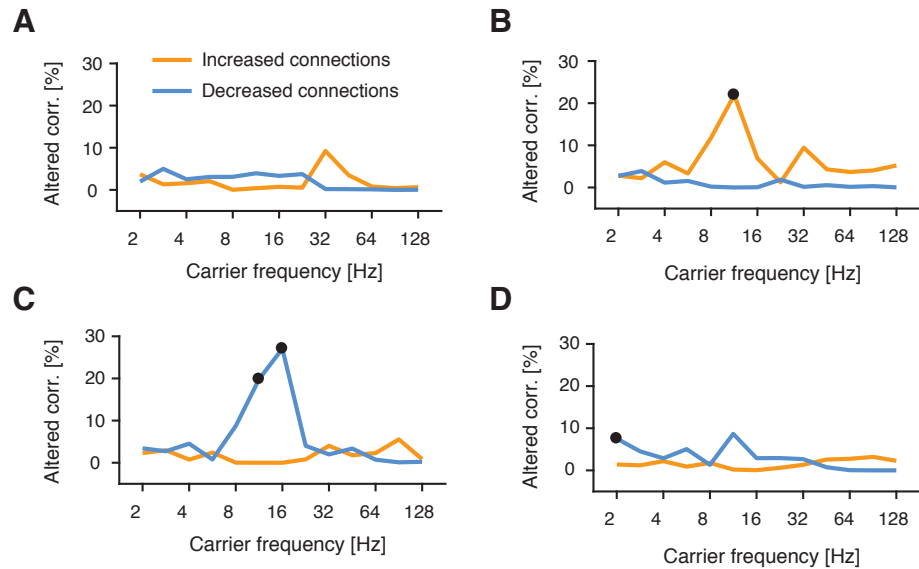 A
Altered corr. [%]
30
20
10
0
Increased connections
Decreased connections
2 4 8 16 32 64 128
Carrier frequency [Hz]
B
Altered corr. [%]
30
20
10
0
2 4 8 16 32 64 128
Carrier frequency [Hz]
C
Altered corr. [%]
30
20
10
0
2 4 8 16 32 64 128
Carrier frequency [Hz]
D
Altered corr. [%]
30
20
10
0
2 4 8 16 32 64 128
Carrier frequency [Hz]